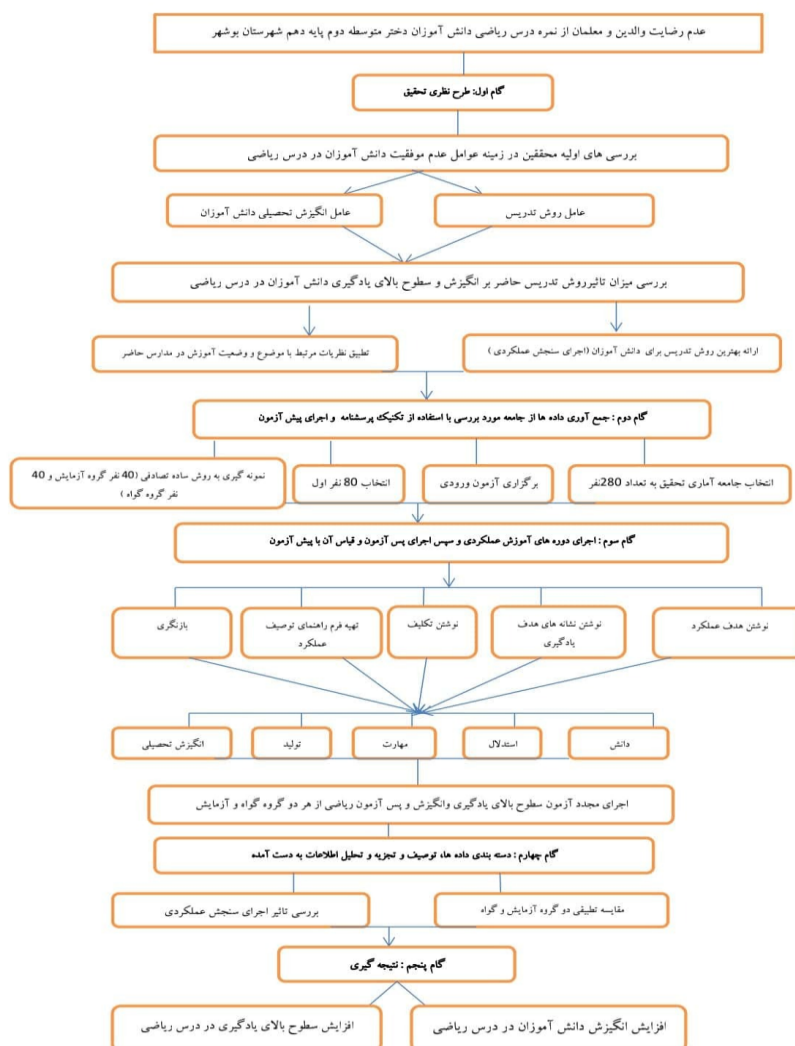 عدم رضایت والدین و معلمان از نمره درس ریاضی دانش آموزان دختر متوسطه دوم پایه دهم شهرستان بوشهر
گام اول: طرح نظری تحقیق
بررسی های اولیه محققین در زمینه عوامل عدم موفقیت دانش آموزان در درس ریاضی
عامل روش تدریس
عامل انگیزش تحصیلی دانش آموزان
بررسی میزان تاثیرروش تدریس حاضر بر انگیزش و سطوح بالای یادگیری دانش آموزان در درس ریاضی
ارائه بهترین روش تدریس برای دانش آموزان (اجرای سنجش عملکردی )
تطبیق نظریات مرتبط با موضوع و وضعیت آموزش در مدارس حاضر
گام دوم : جمع آوری داده ها از جامعه مورد بررسی با استفاده از تکنیک پرسشنامه و اجرای پیش آزمون
انتخاب جامعه آماری تحقیق به تعداد 280نفر
برگزاری آزمون ورودی
انتخاب 80 نفر اول
نمونه گیری به روش ساده تصادفی (40 نفر گروه آزمایش و 40
نفر گروه گواه )
گام سوم : اجرای دوره های آموزش عملکردی و سپس اجرای پس آزمون و قیاس آن با پیش آزمون
نوشتن هدف عملکرد
نوشتن نشانه های هدف
یادگیری
نوشتن تکلیف
تهیه فرم راهنمای توصیف
عملکرد
بازنگری
دانش
استدلال
مهارت
تولید
انگیزش تحصیلی
اجرای مجدد آزمون سطوح بالای یادگیری وانگیزش و پس آزمون ریاضی از هر دو گروه گواه و آزمایش
گام چهارم : دسته بندی داده ها، توصیف و تجزیه و تحلیل اطلاعات به دست آمده
مقایسه تطبیقی دو گروه آزمایش و گواه
بررسی تاثیر اجرای سنجش عملکردی
گام پنجم : نتیجه گیری
افزایش انگیزش دانش آموزان در درس ریاضی
افزایش سطوح بالای یادگیری در درس ریاضی